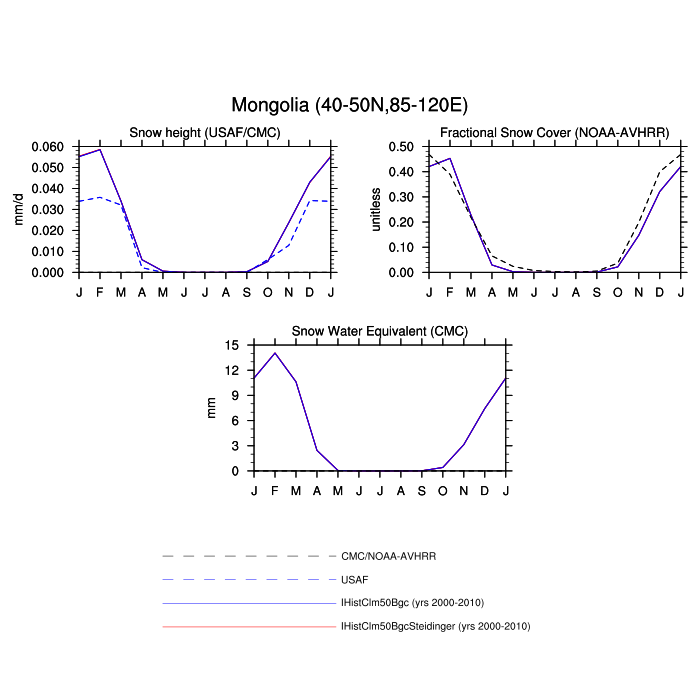 Mongolia (40-50N,85-120E)
Snow height (USAF/CMC)
mm/d
0.060
0.050
0.040
0.030
0.020
0.010
0.000
J F M A M J J A S O N D J
Fractional Snow Cover (NOAA-AVHRR)
unitless
0.50
0.40
0.30
0.20
0.10
0.00
J F M A M J J A S O N D J
Snow Water Equivalent (CMC)
mm
15
12
9
6
3
0
J F M A M J J A S O N D J
CMC/NOAA-AVHRR
USAF
IHistClm50Bgc (yrs 2000-2010)
IHistClm50BgcSteidinger (yrs 2000-2010)